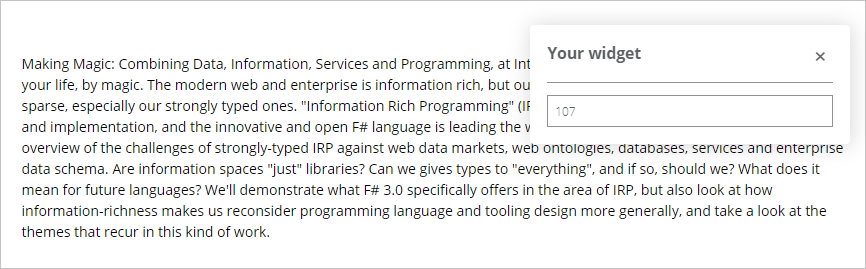 Your widget
×
107
Making Magic: Combining Data, Information, Services and Programming, at Int
your life, by magic. The modern web and enterprise is information rich, but ou
sparse, especially our strongly typed ones. "Information Rich Programming" (IR
and implementation, and the innovative and open F# language is leading the w
overview of the challenges of strongly-typed IRP against web data markets, web ontologies, databases, services and enterprise
data schema. Are information spaces "just" libraries? Can we gives types to "everything", and if so, should we? What does it
mean for future languages? We'll demonstrate what F# 3.0 specifically offers in the area of IRP, but also look at how
information-richness makes us reconsider programming language and tooling design more generally, and take a look at the
themes that recur in this kind of work.